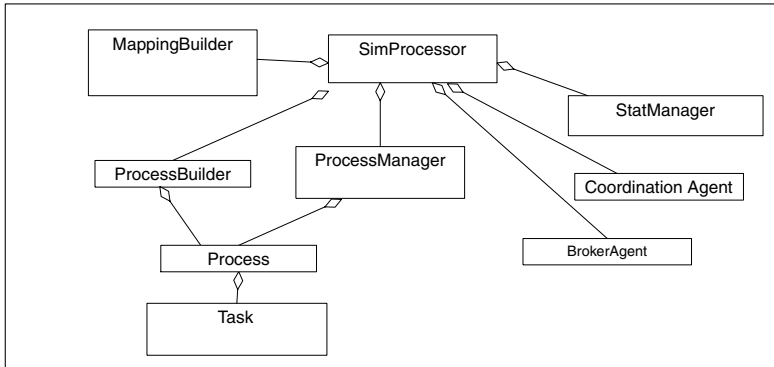 MappingBuilder
SimProcessor
StatManager
ProcessBuilder
ProcessManager
Coordination Agent
BrokerAgent
Process
Task